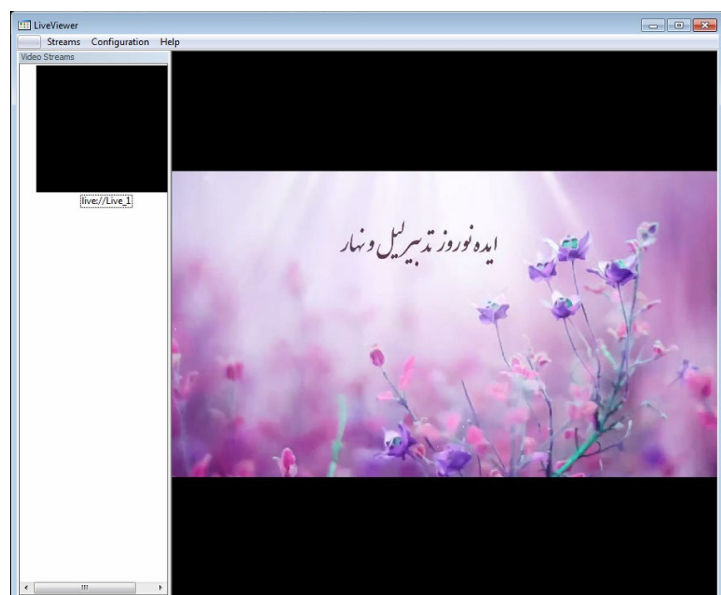 LiveViewer
Streams Configuration Help
Video Streams
live://Live_1
ایده نوروز تدبیر لیل و نهار